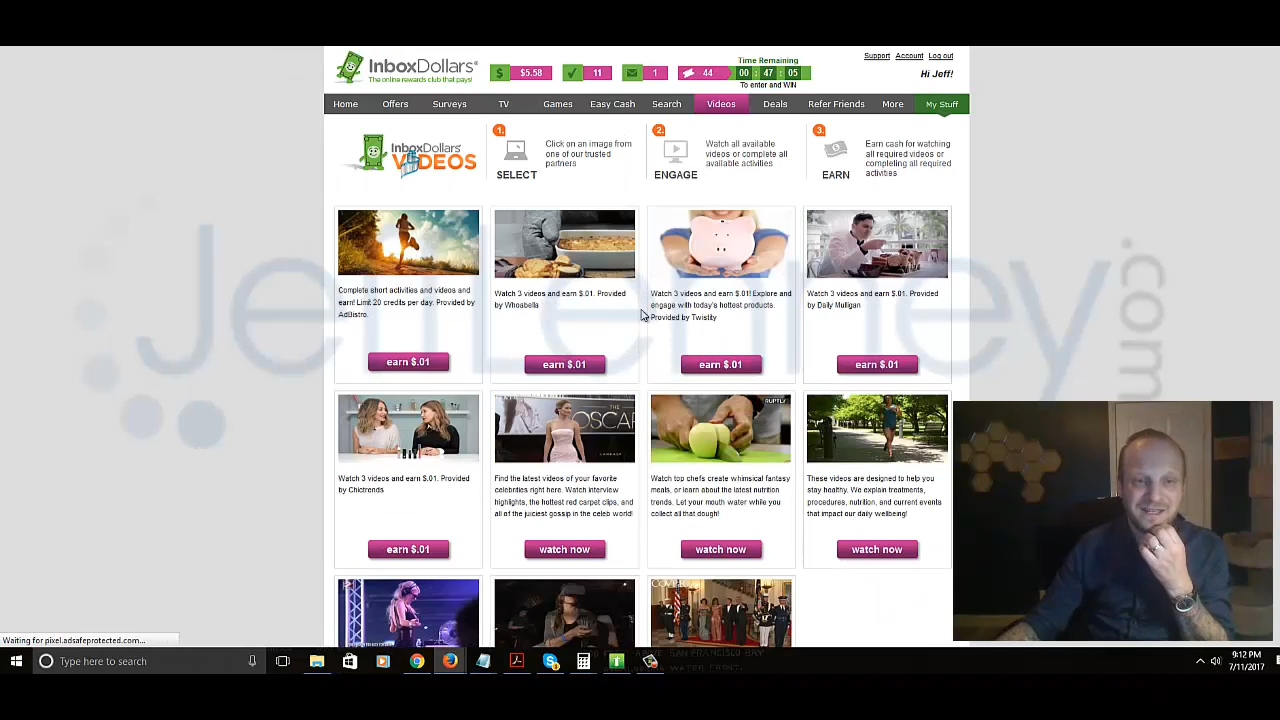 InboxDollars®
The online rewards club that pays!
$5.58
11
1
44
Time Remaining
00 : 47 : 05
To enter and WIN
Support Account Log out
Hi Jeff!
Home Offers Surveys TV Games Easy Cash Search Videos Deals Refer Friends More My Stuff
InboxDollars®
VIDEOS
1.
SELECT
Click on an image from
one of our trusted
partners
2.
ENGAGE
Watch all available
videos or complete all
available activities
3.
EARN
Earn cash for watching
all required videos or
completing all required
activities
Complete short activities and videos and
earn! Limit 20 credits per day. Provided by
AdBistro.
earn $.01
Watch 3 videos and earn $.01. Provided
by Whoabella
earn $.01
Watch 3 videos and earn $.01! Explore and
engage with today's hottest products.
Provided by Twistity
earn $.01
Watch 3 videos and earn $.01. Provided
by Daily Mulligan
earn $.01
JeffLenney.com
Watch 3 videos and earn $.01. Provided
by Chictrends
earn $.01
THE
OSCAR
Find the latest videos of your favorite
celebrities right here. Watch interview
highlights, the hottest red carpet clips, and
all of the juiciest gossip in the celeb world!
watch now
RUPTLY
Watch top chefs create whimsical fantasy
meals, or learn about the latest nutrition
trends. Let your mouth water while you
collect all that dough!
watch now
These videos are designed to help you
stay healthy. We explain treatments,
procedures, nutrition, and current events
that impact our daily wellbeing!
watch now
Waiting for pixel.adsafeprotected.com...
Type here to search
9:12 PM
7/11/2017